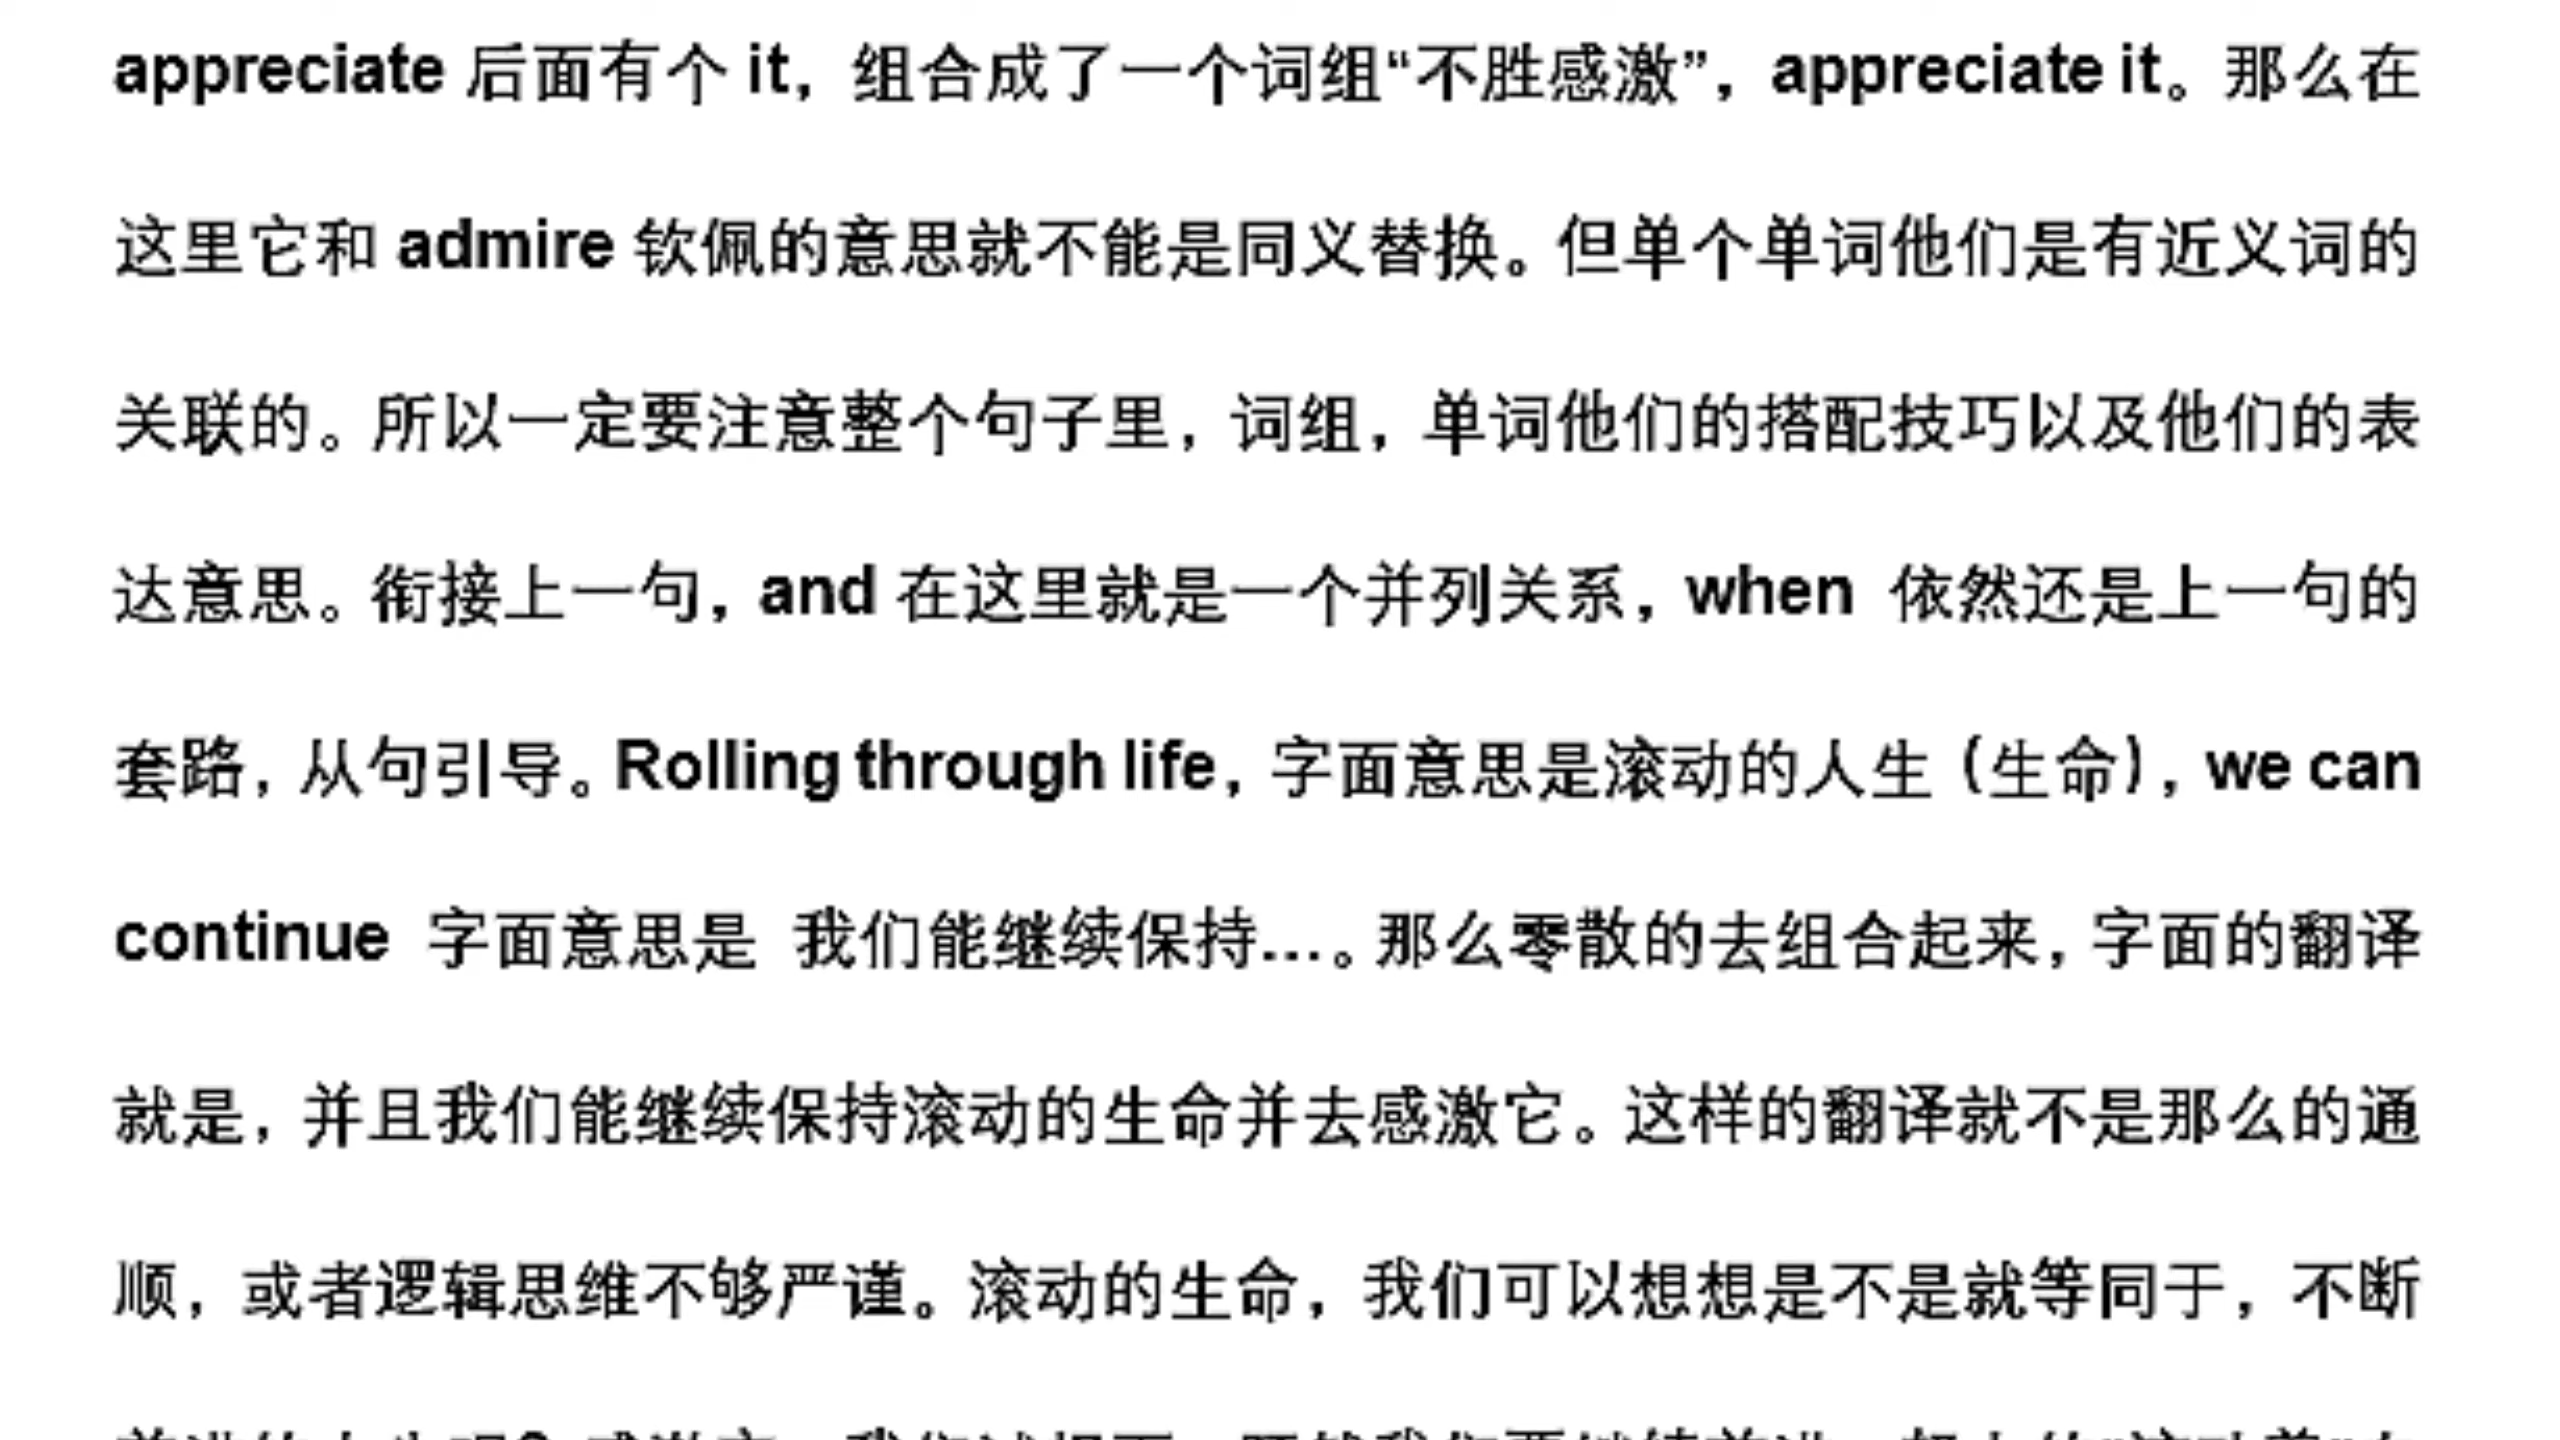 appreciate 后面有个 it，组合成了一个词组“不胜感激”，appreciate it。那么在
这里它和 admire 钦佩的意思就不能是同义替换。但单个单词他们是有近义词的
关联的。所以一定要注意整个句子里，词组，单词他们的搭配技巧以及他们的表
达意思。衔接上一句，and 在这里就是一个并列关系，when 依然还是上一句的
套路，从句引导。Rolling through life，字面意思是滚动的人生（生命），we can
continue 字面意思是 我们能继续保持...。那么零散的去组合起来，字面的翻译
就是，并且我们能继续保持滚动的生命并去感激它。这样的翻译就不是那么的通
顺，或者逻辑思维不够严谨。滚动的生命，我们可以想想是不是就等同于，不断